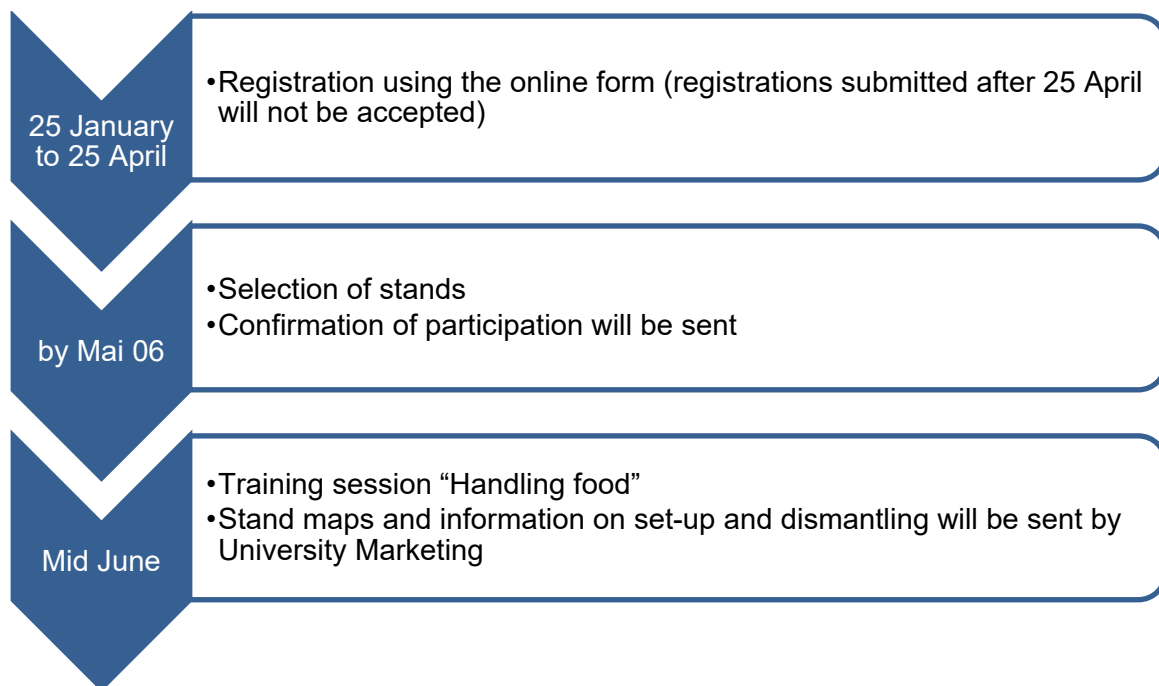 25 January
to 25 April
•Registration using the online form (registrations submitted after 25 April
will not be accepted)
by Mai 06
•Selection of stands
•Confirmation of participation will be sent
Mid June
•Training session “Handling food”
•Stand maps and information on set-up and dismantling will be sent by
University Marketing